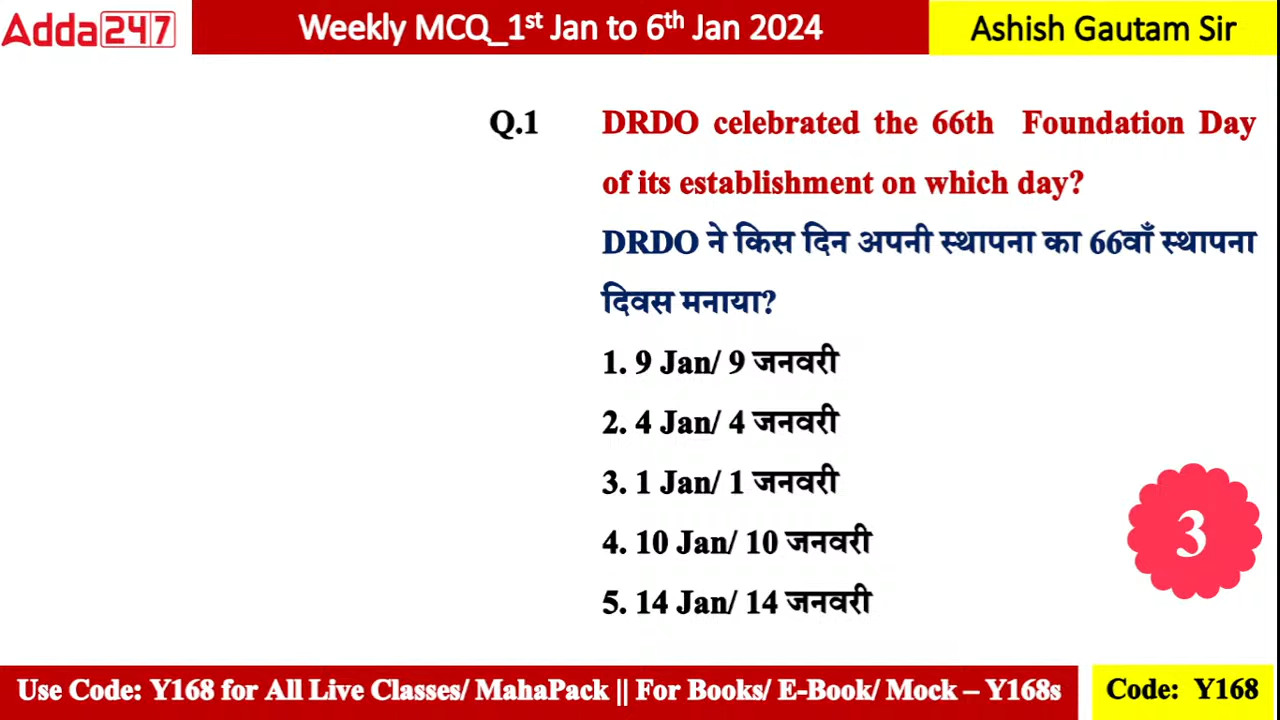 Adda247
Weekly MCQ_1st Jan to 6th Jan 2024
Ashish Gautam Sir
Q.1 DRDO celebrated the 66th Foundation Day
of its establishment on which day?
DRDO ने किस दिन अपनी स्थापना का 66वाँ स्थापना
दिवस मनाया?
1. 9 Jan/ 9 जनवरी
2. 4 Jan/ 4 जनवरी
3. 1 Jan/ 1 जनवरी
4. 10 Jan/ 10 जनवरी
5. 14 Jan/ 14 जनवरी
3
Use Code: Y168 for All Live Classes/ MahaPack || For Books/ E-Book/ Mock – Y168s
Code: Y168